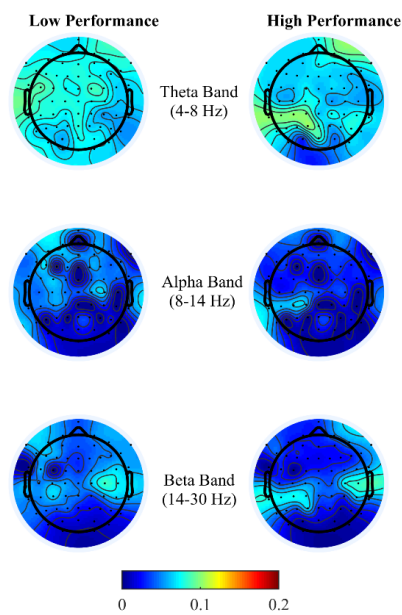 Low Performance
High Performance
Theta Band
(4-8 Hz)
Alpha Band
(8-14 Hz)
Beta Band
(14-30 Hz)
0
0.1
0.2